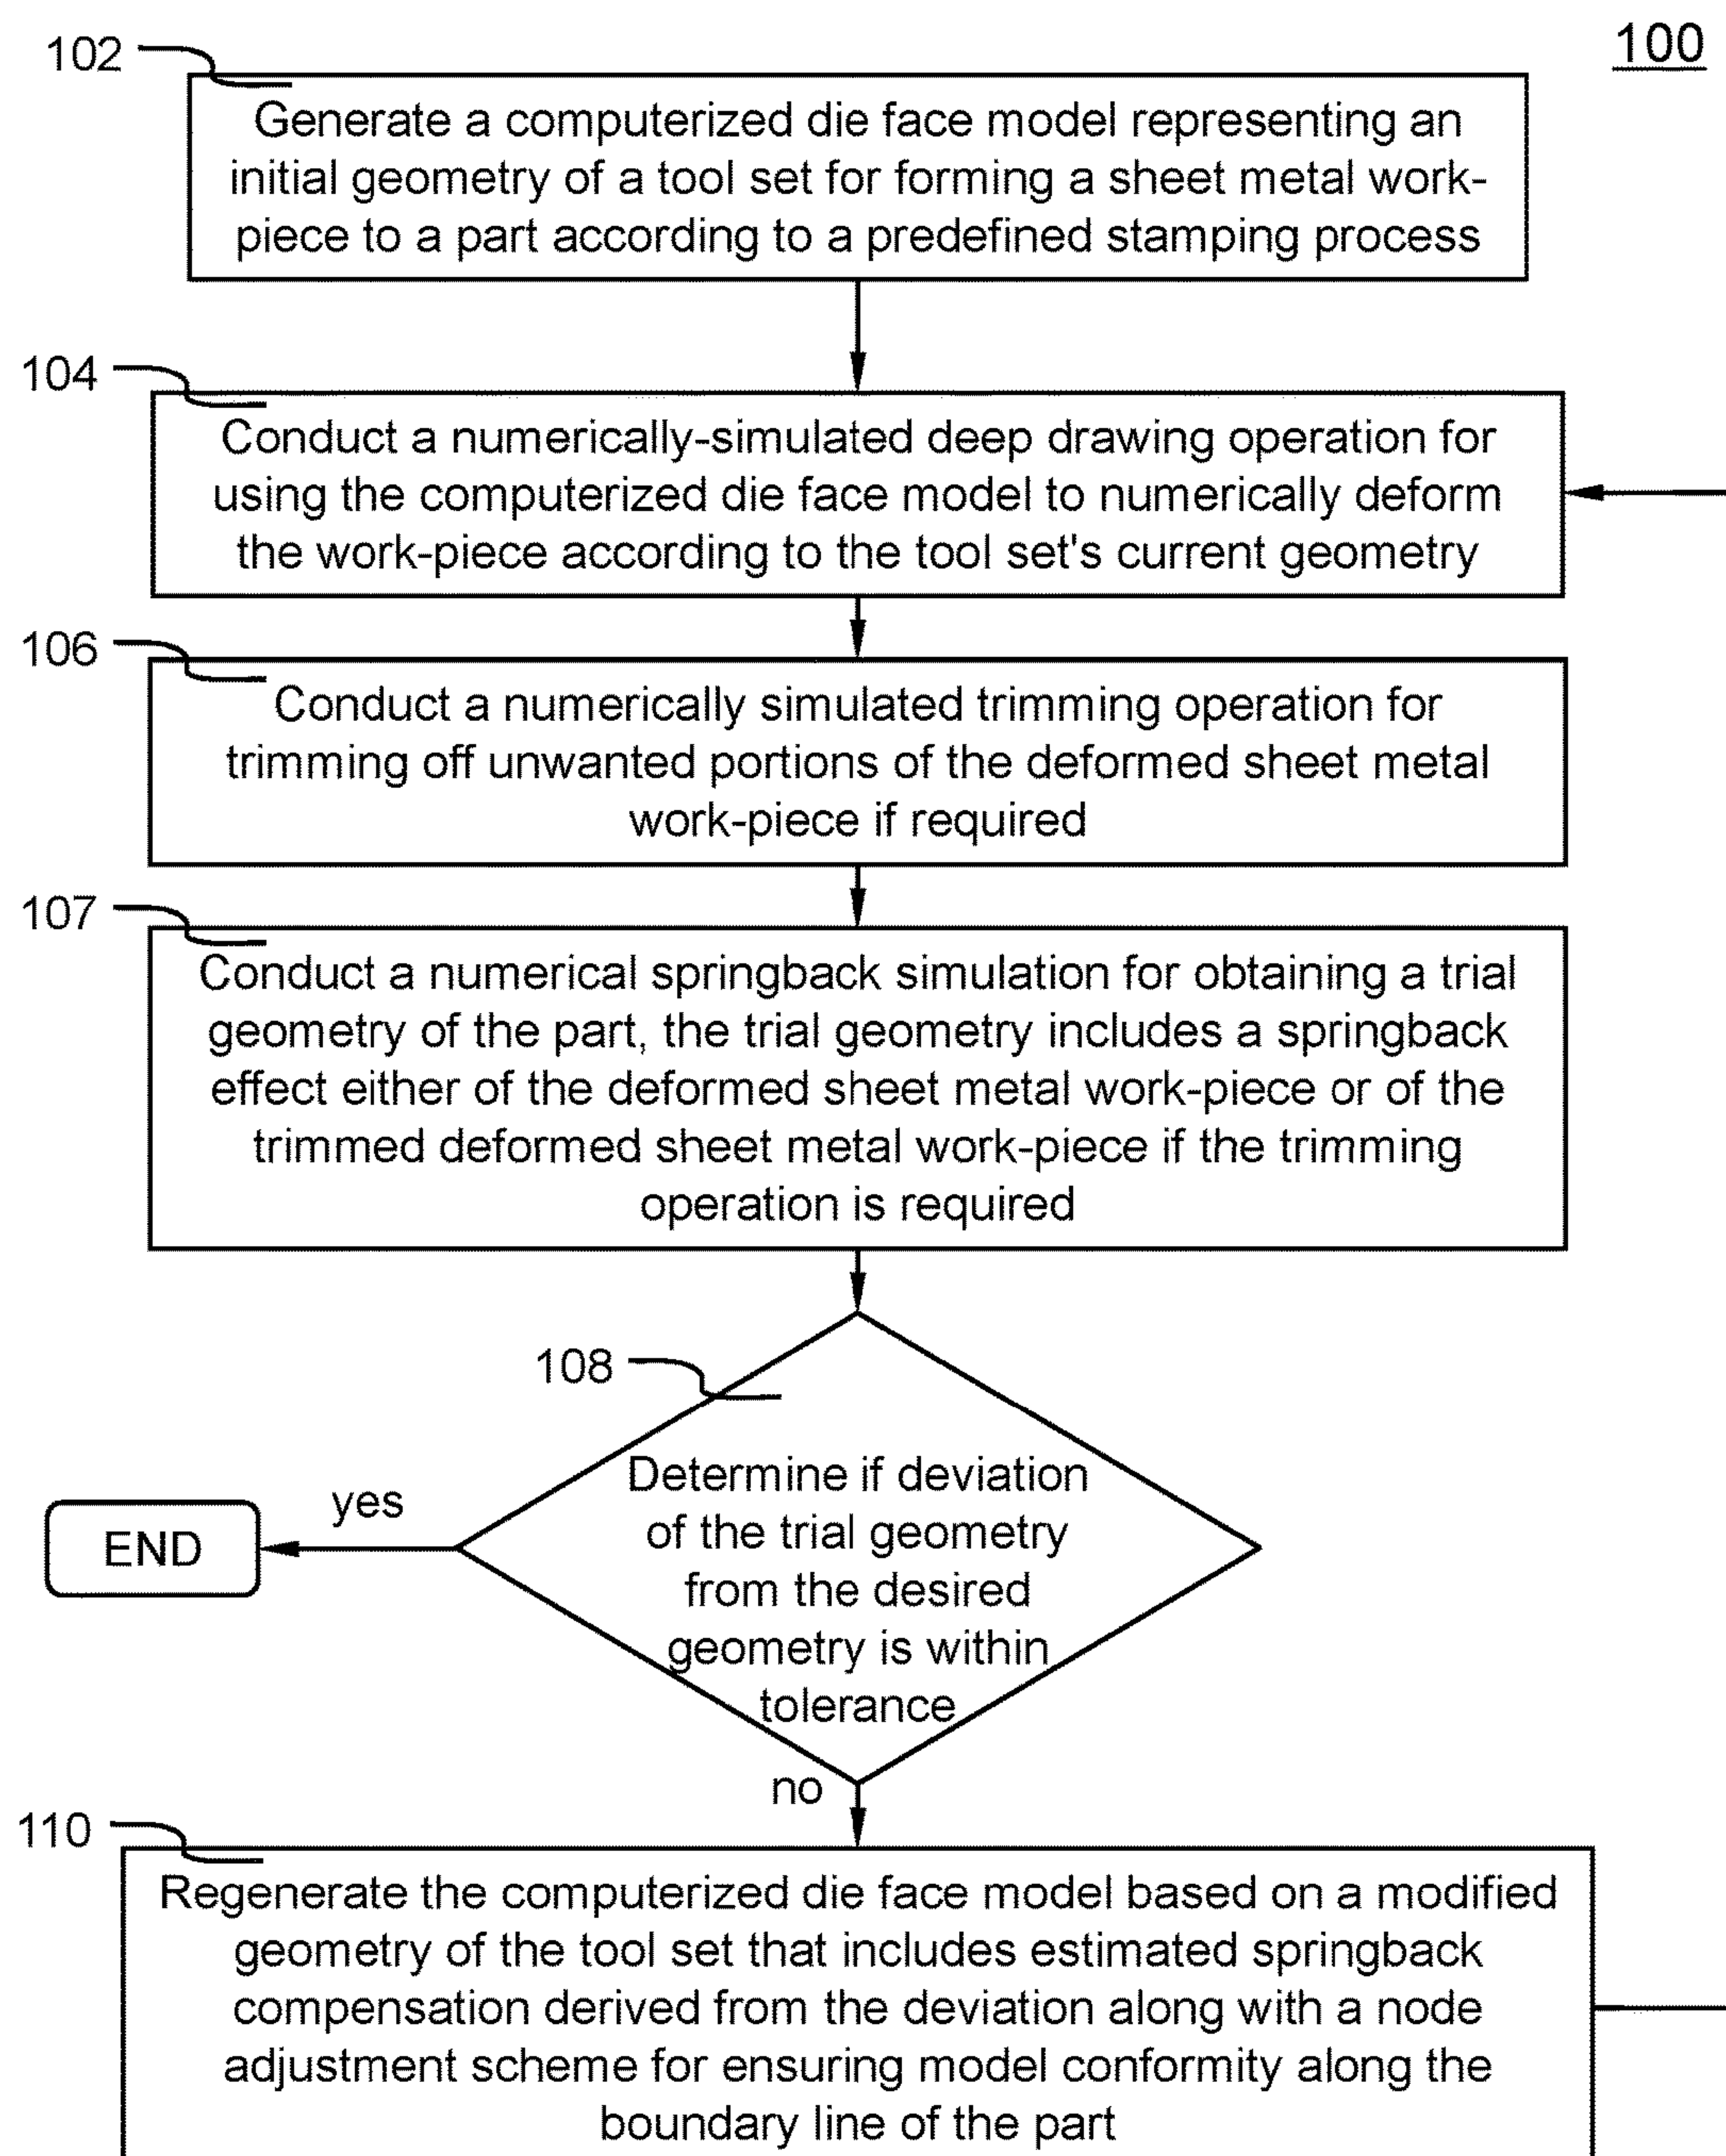 100
102
Generate a computerized die face model representing an
initial geometry of a tool set for forming a sheet metal work-
piece to a part according to a predefined stamping process
104
Conduct a numerically-simulated deep drawing operation for
using the computerized die face model to numerically deform
the work-piece according to the tool set's current geometry
106
Conduct a numerically simulated trimming operation for
trimming off unwanted portions of the deformed sheet metal
work-piece if required
107
Conduct a numerical springback simulation for obtaining a trial
geometry of the part, the trial geometry includes a springback
effect either of the deformed sheet metal work-piece or of the
trimmed deformed sheet metal work-piece if the trimming
operation is required
108
Determine if deviation
of the trial geometry
from the desired
geometry is within
tolerance
yes
END
no
110
Regenerate the computerized die face model based on a modified
geometry of the tool set that includes estimated springback
compensation derived from the deviation along with a node
adjustment scheme for ensuring model conformity along the
boundary line of the part